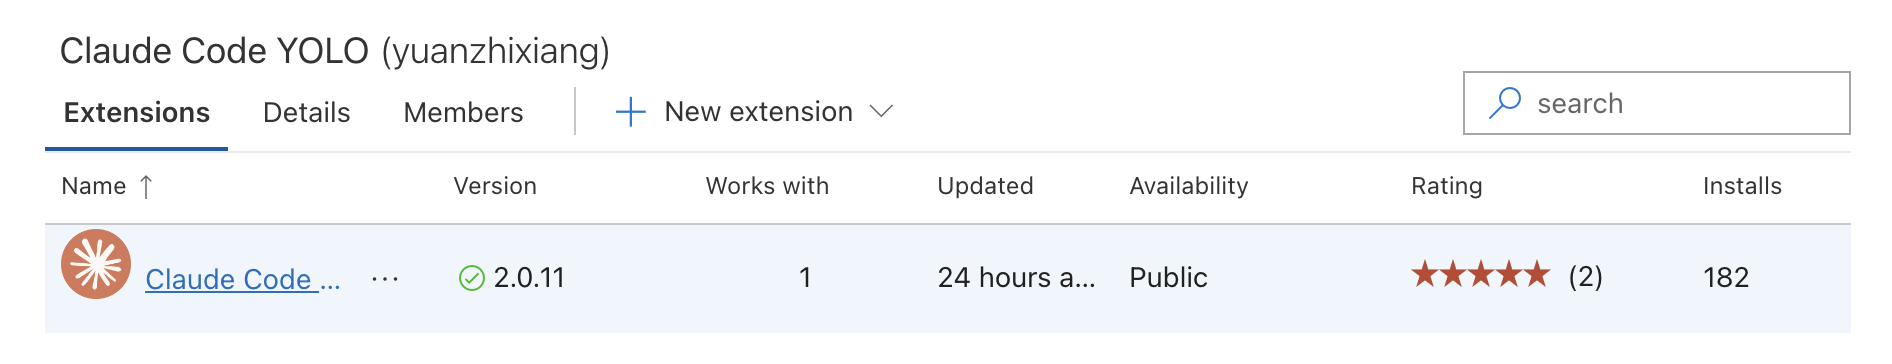 Claude Code YOLO (yuanzhixiang)
Extensions Details Members New extension search
Name ↑ Version Works with Updated Availability Rating Installs
Claude Code ... ··· 2.0.11 1 24 hours a... Public ★★★★★ (2) 182